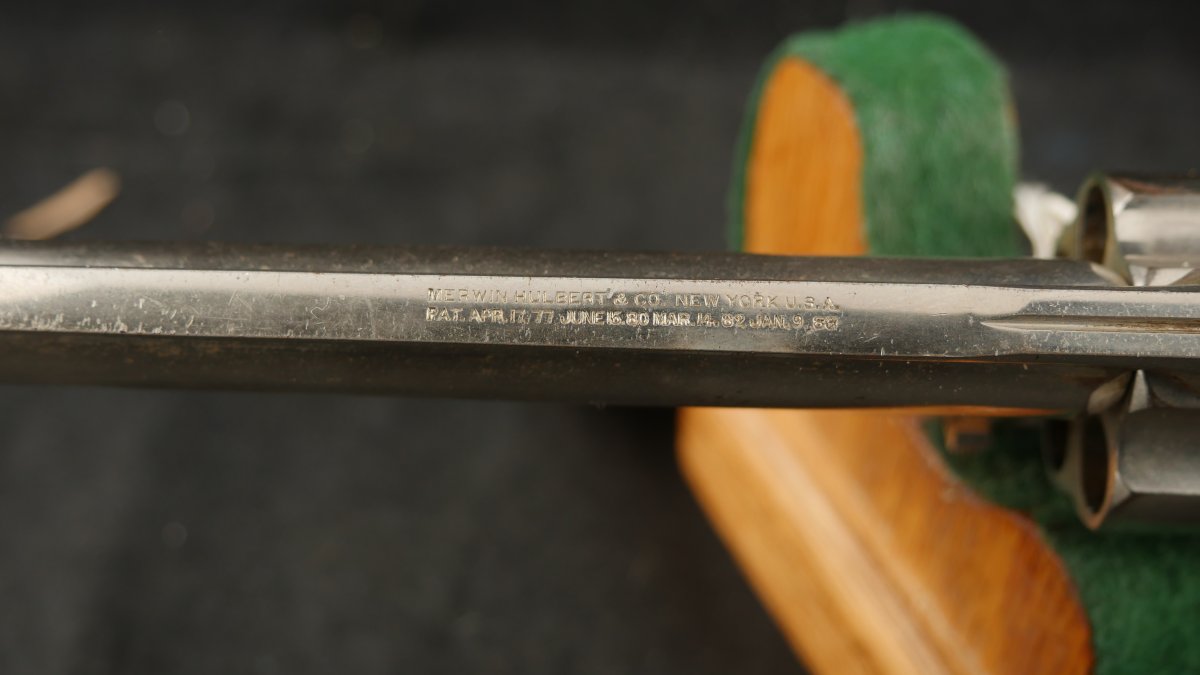 MERWIN HULBERT & CO. NEW YORK U.S.A.
PAT. APR. 17. 77. JUNE 15. 80 MAR. 14. 82. JAN. 9. 83